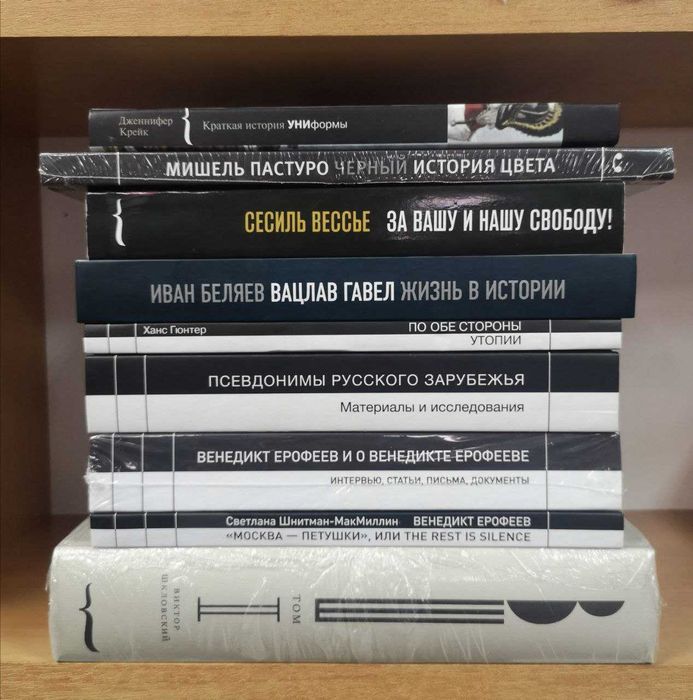 Дженнифер
Крейк
Краткая история УНИформы
МИШЕЛЬ ПАСТУРО ЧЕРНЫЙ ИСТОРИЯ ЦВЕТА
СЕСИЛЬ ВЕССЬЕ ЗА ВАШУ И НАШУ СВОБОДУ!
ИВАН БЕЛЯЕВ ВАЦЛАВ ГАВЕЛ ЖИЗНЬ В ИСТОРИИ
Ханс Гюнтер ПО ОБЕ СТОРОНЫ
УТОПИИ
ПСЕВДОНИМЫ РУССКОГО ЗАРУБЕЖЬЯ
Материалы и исследования
ВЕНЕДИКТ ЕРОФЕЕВ И О ВЕНЕДИКТЕ ЕРОФЕЕВЕ
ИНТЕРВЬЮ, СТАТЬИ, ПИСЬМА, ДОКУМЕНТЫ
Светлана Шнитман-МакМиллин ВЕНЕДИКТ ЕРОФЕЕВ
«МОСКВА — ПЕТУШКИ», ИЛИ THE REST IS SILENCE
ВИКТОР
ШКЛОВСКИЙ
ТОМ